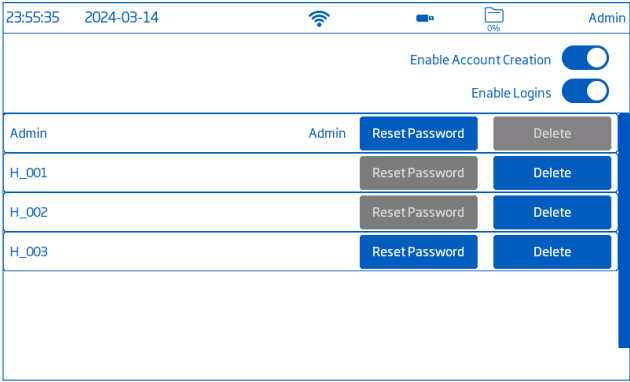 23:55:35 2024-03-14 0% Admin
Enable Account Creation
Enable Logins
Admin Admin Reset Password Delete
H_001 Reset Password Delete
H_002 Reset Password Delete
H_003 Reset Password Delete